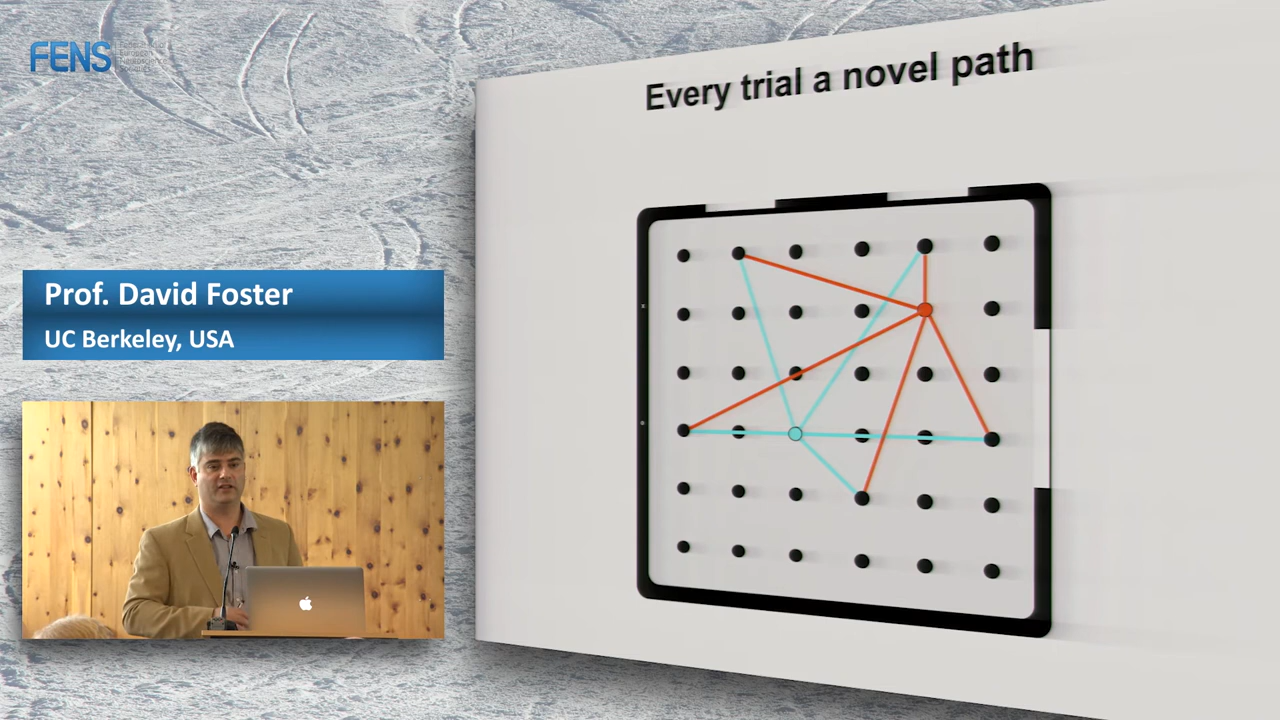 FENS
Every trial a novel path
Prof. David Foster
UC Berkeley, USA